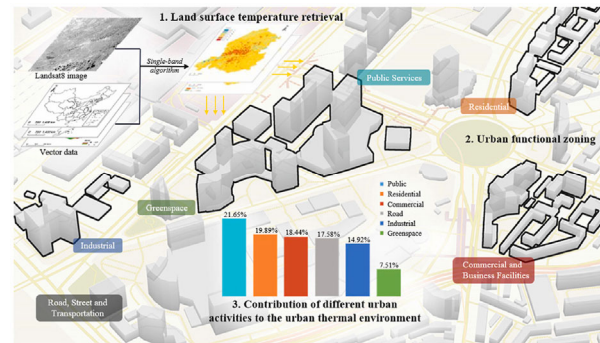 1. Land surface temperature retrieval
Landsat8 image
Single-band
algorithm
Vector data
Public Services
Residential
2. Urban functional zoning
Greenspace
Industrial
Commercial and
Business Facilities
Road, Street and
Transportation
Public
Residential
Commercial
Road
Industrial
Greenspace
21.65%
19.89%
18.44%
17.58%
14.92%
7.51%
3. Contribution of different urban
activities to the urban thermal environment